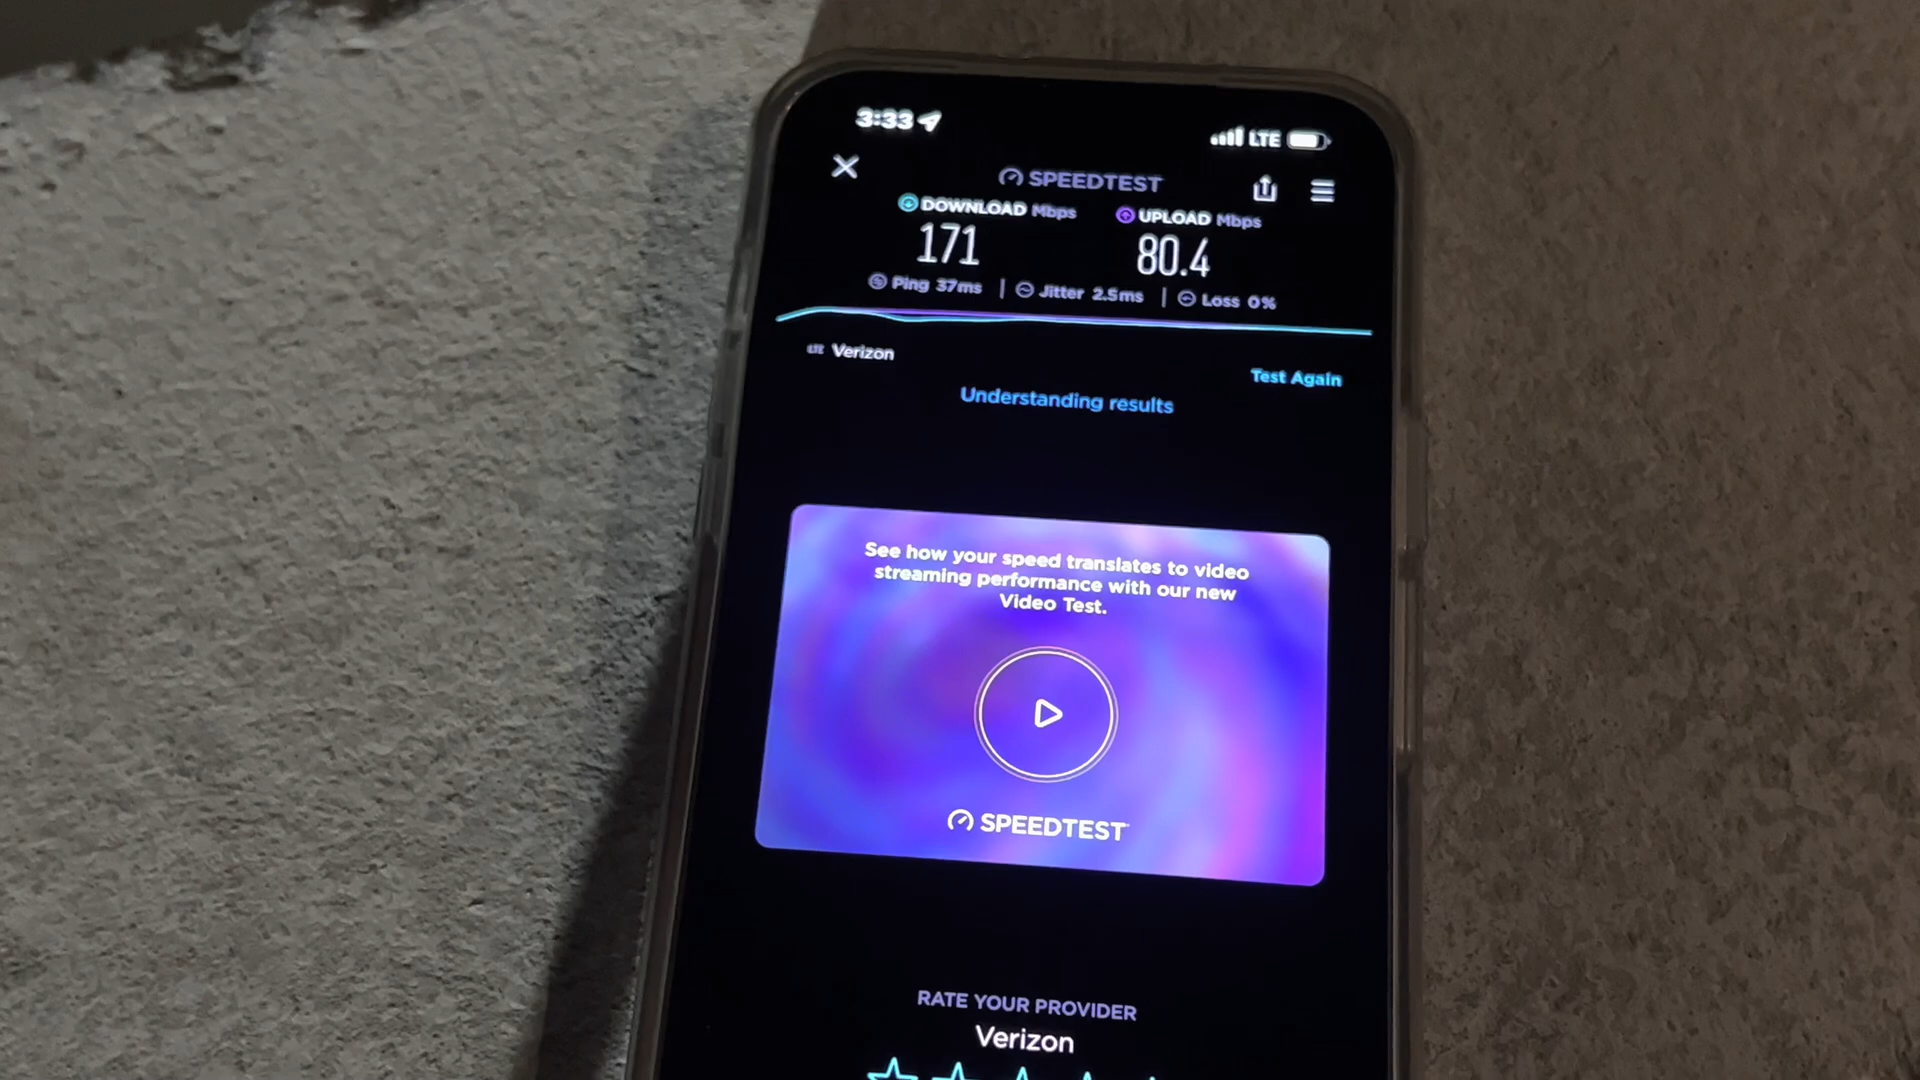 3:33
LTE
SPEEDTEST
DOWNLOAD Mbps
UPLOAD Mbps
171
80.4
Ping 37ms
Jitter 2.5ms
Loss 0%
LTE Verizon
Test Again
Understanding results
See how your speed translates to video
streaming performance with our new
Video Test.
SPEEDTEST
RATE YOUR PROVIDER
Verizon